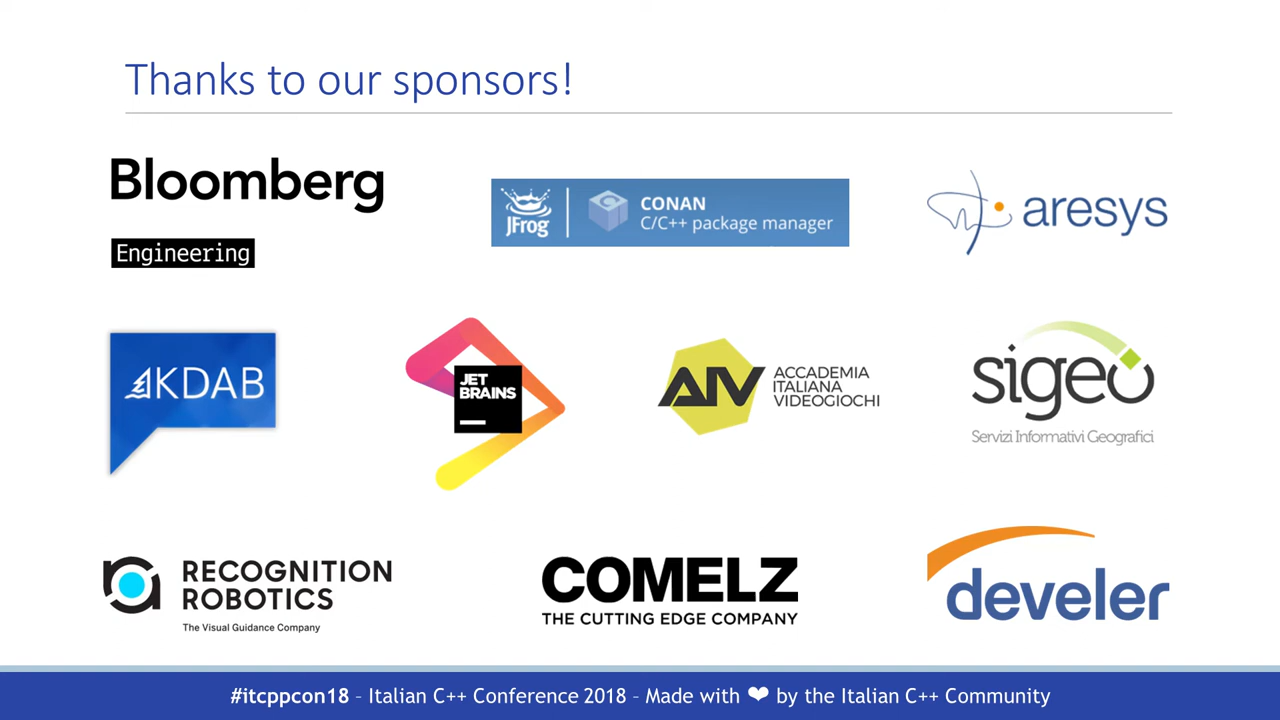 Thanks to our sponsors!
Bloomberg
Engineering
JFrog
CONAN
C/C++ package manager
aresys
KDAB
JET
BRAINS
AIV
ACCADEMIA
ITALIANA
VIDEOGIOCHI
sigeo
Servizi Informativi Geografici
RECOGNITION
ROBOTICS
The Visual Guidance Company
COMELZ
THE CUTTING EDGE COMPANY
develer
#itcppcon18 – Italian C++ Conference 2018 – Made with ❤ by the Italian C++ Community